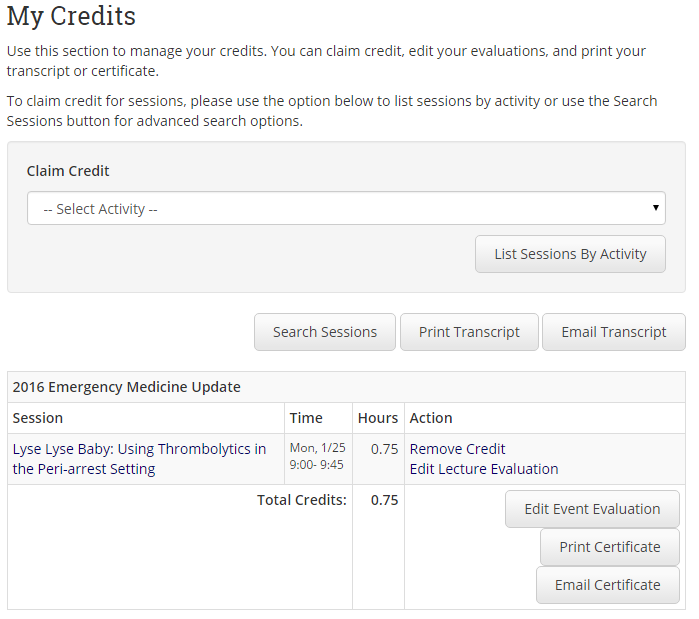 My Credits
Use this section to manage your credits. You can claim credit, edit your evaluations, and print your
transcript or certificate.
To claim credit for sessions, please use the option below to list sessions by activity or use the Search
Sessions button for advanced search options.
Claim Credit
-- Select Activity --
List Sessions By Activity
Search Sessions Print Transcript Email Transcript
2016 Emergency Medicine Update
Session Time Hours Action
Lyse Lyse Baby: Using Thrombolytics in Mon, 1/25 0.75 Remove Credit
the Peri-arrest Setting 9:00- 9:45 Edit Lecture Evaluation
Total Credits: 0.75 Edit Event Evaluation
Print Certificate
Email Certificate